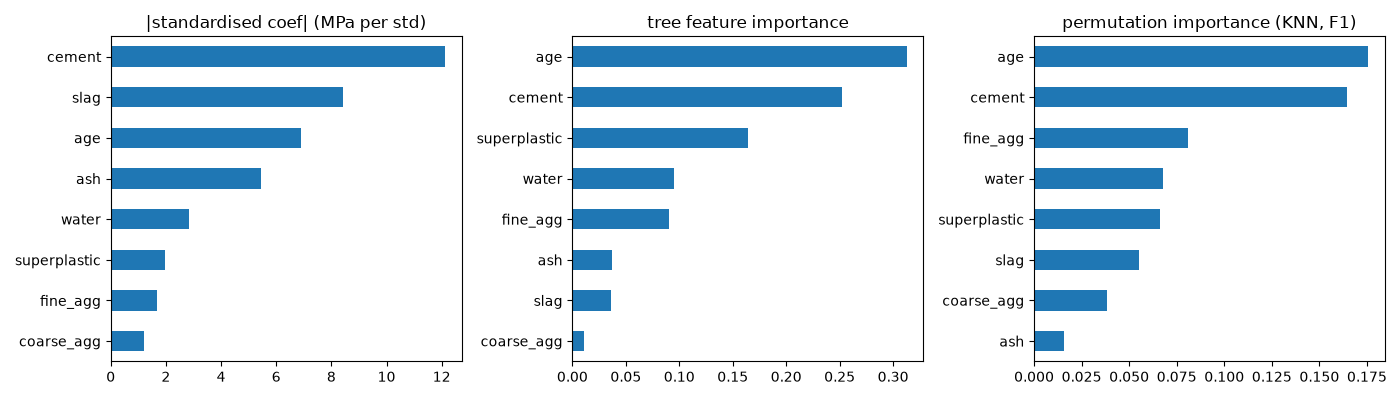 |standardised coef| (MPa per std)
cement
slag
age
ash
water
superplastic
fine_agg
coarse_agg
0 2 4 6 8 10 12
tree feature importance
age
cement
superplastic
water
fine_agg
ash
slag
coarse_agg
0.00 0.05 0.10 0.15 0.20 0.25 0.30
permutation importance (KNN, F1)
age
cement
fine_agg
water
superplastic
slag
coarse_agg
ash
0.000 0.025 0.050 0.075 0.100 0.125 0.150 0.175